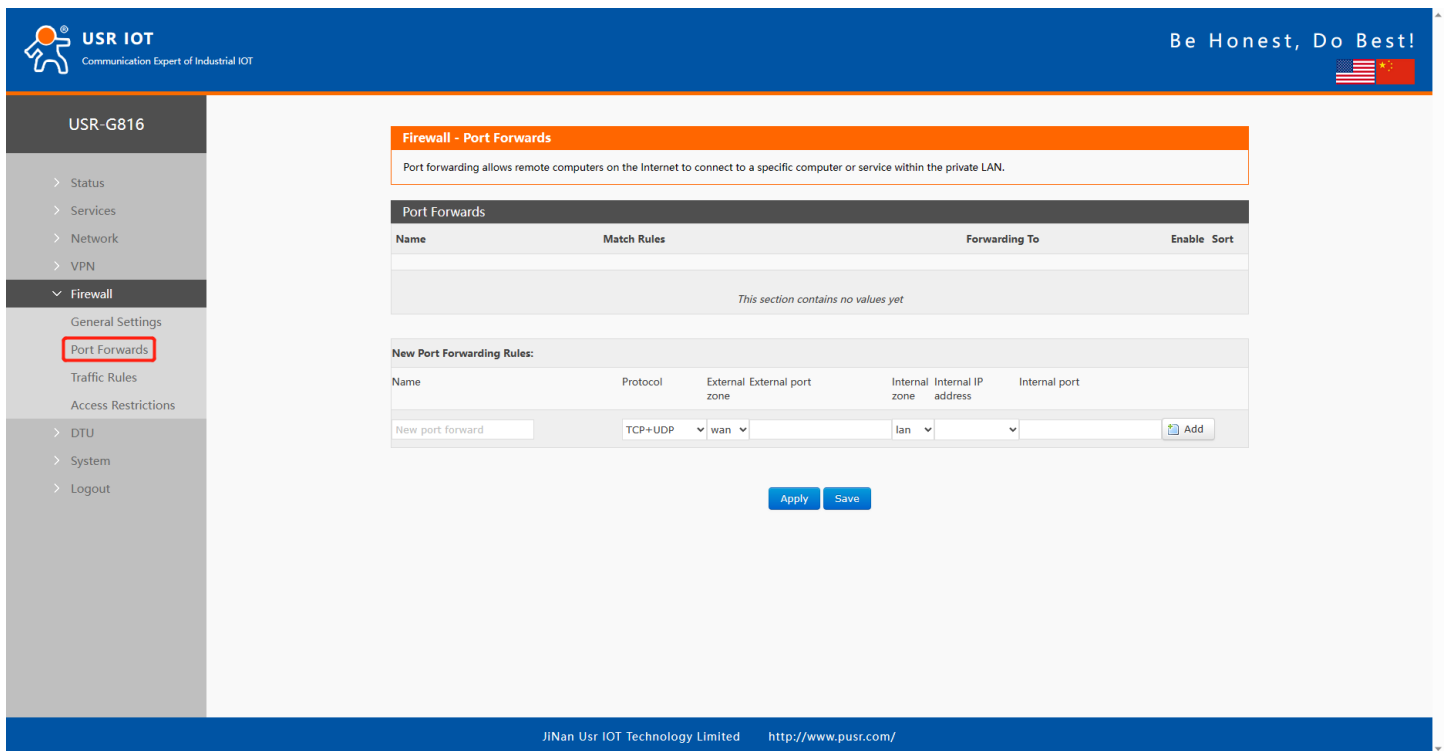 USR IOT
Communication Expert of Industrial IOT
Be Honest, Do Best!
USR-G816
Status
Services
Network
VPN
Firewall
General Settings
Port Forwards
Traffic Rules
Access Restrictions
DTU
System
Logout
Firewall - Port Forwards
Port forwarding allows remote computers on the Internet to connect to a specific computer or service within the private LAN.
Port Forwards
Name Match Rules Forwarding To Enable Sort
This section contains no values yet
New Port Forwarding Rules:
Name Protocol External zone External port Internal zone Internal IP address Internal port
New port forward TCP+UDP wan lan Add
Apply Save
JiNan Usr IOT Technology Limited http://www.pusr.com/